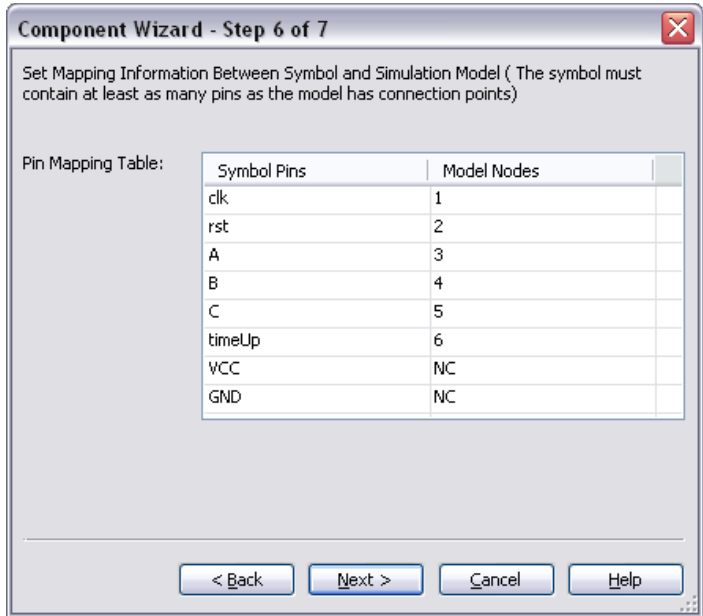 Component Wizard - Step 6 of 7
Set Mapping Information Between Symbol and Simulation Model ( The symbol must
contain at least as many pins as the model has connection points)
Pin Mapping Table:
Symbol Pins Model Nodes
clk 1
rst 2
A 3
B 4
C 5
timeUp 6
VCC NC
GND NC
< Back Next > Cancel Help